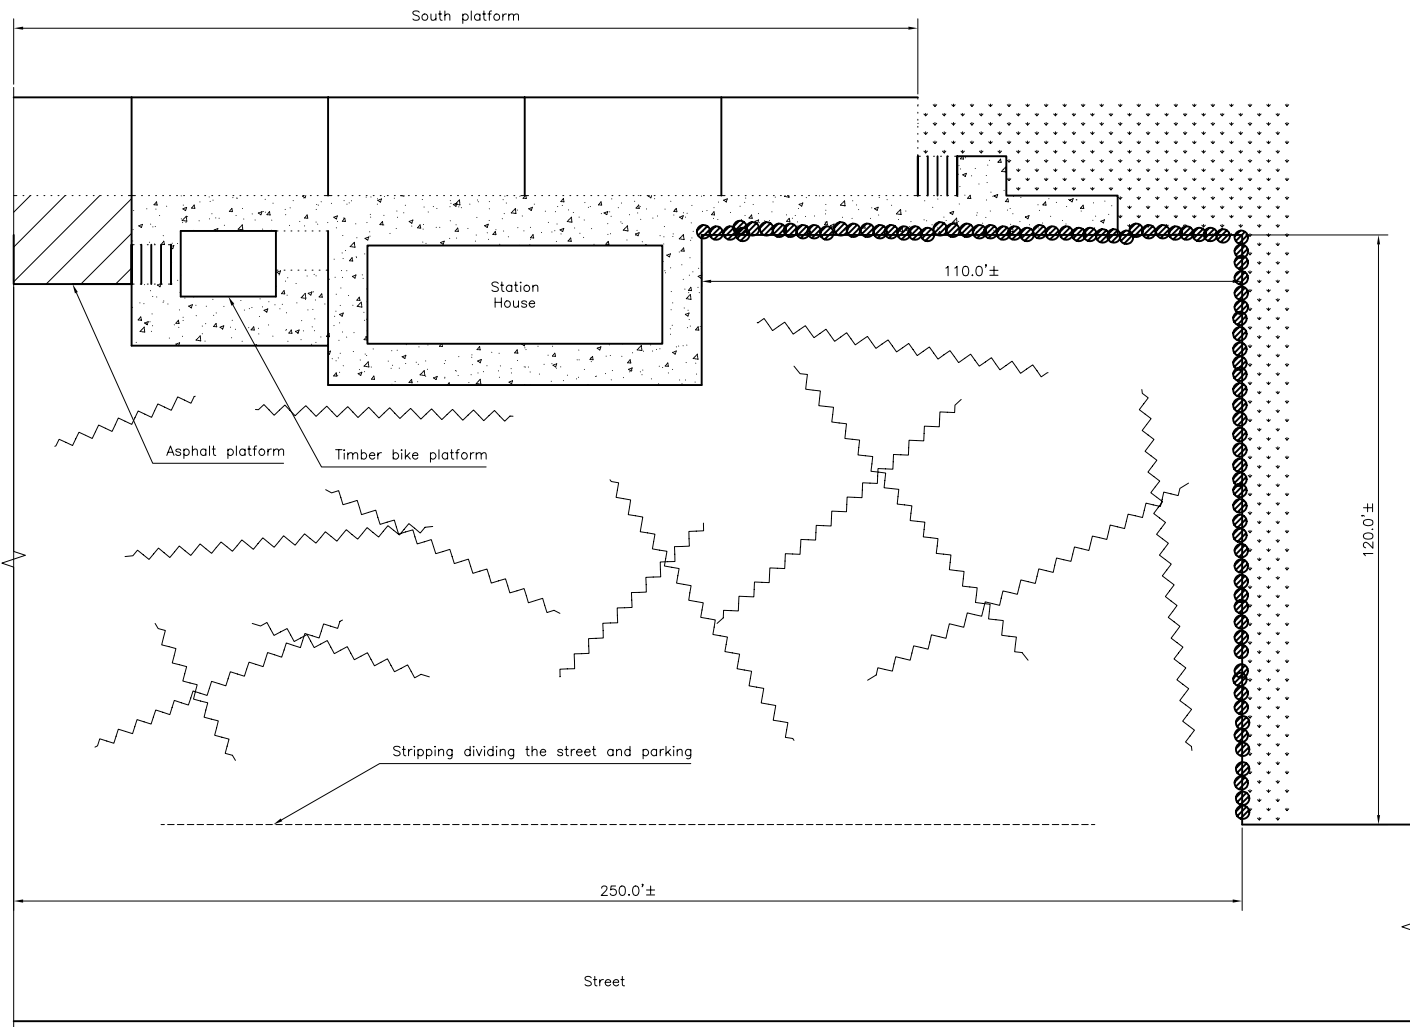 South platform
110.0'±
Station
House
Asphalt platform
Timber bike platform
120.0'±
Stripping dividing the street and parking
250.0'±
Street